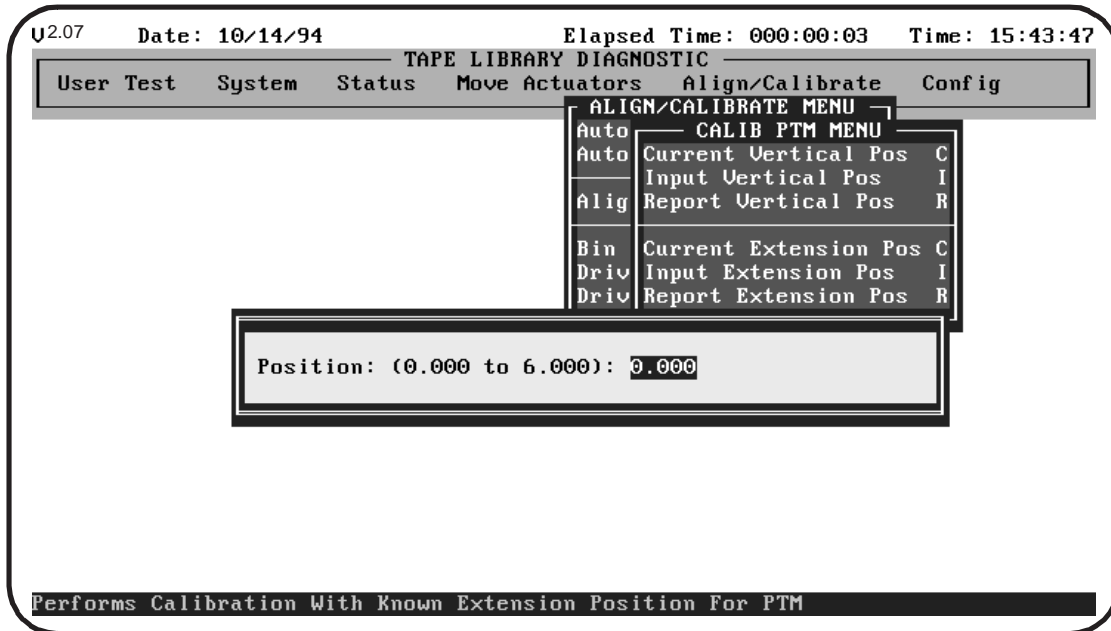 V2.07 Date: 10/14/94 Elapsed Time: 000:00:03 Time: 15:43:47
TAPE LIBRARY DIAGNOSTIC
User Test System Status Move Actuators Align/Calibrate Config
ALIGN/CALIBRATE MENU
Auto CALIB PTM MENU
Auto Current Vertical Pos C
Input Vertical Pos I
Alig Report Vertical Pos R
Bin Current Extension Pos C
Driv Input Extension Pos I
Driv Report Extension Pos R
Position: (0.000 to 6.000): 0.000
Performs Calibration With Known Extension Position For PTM